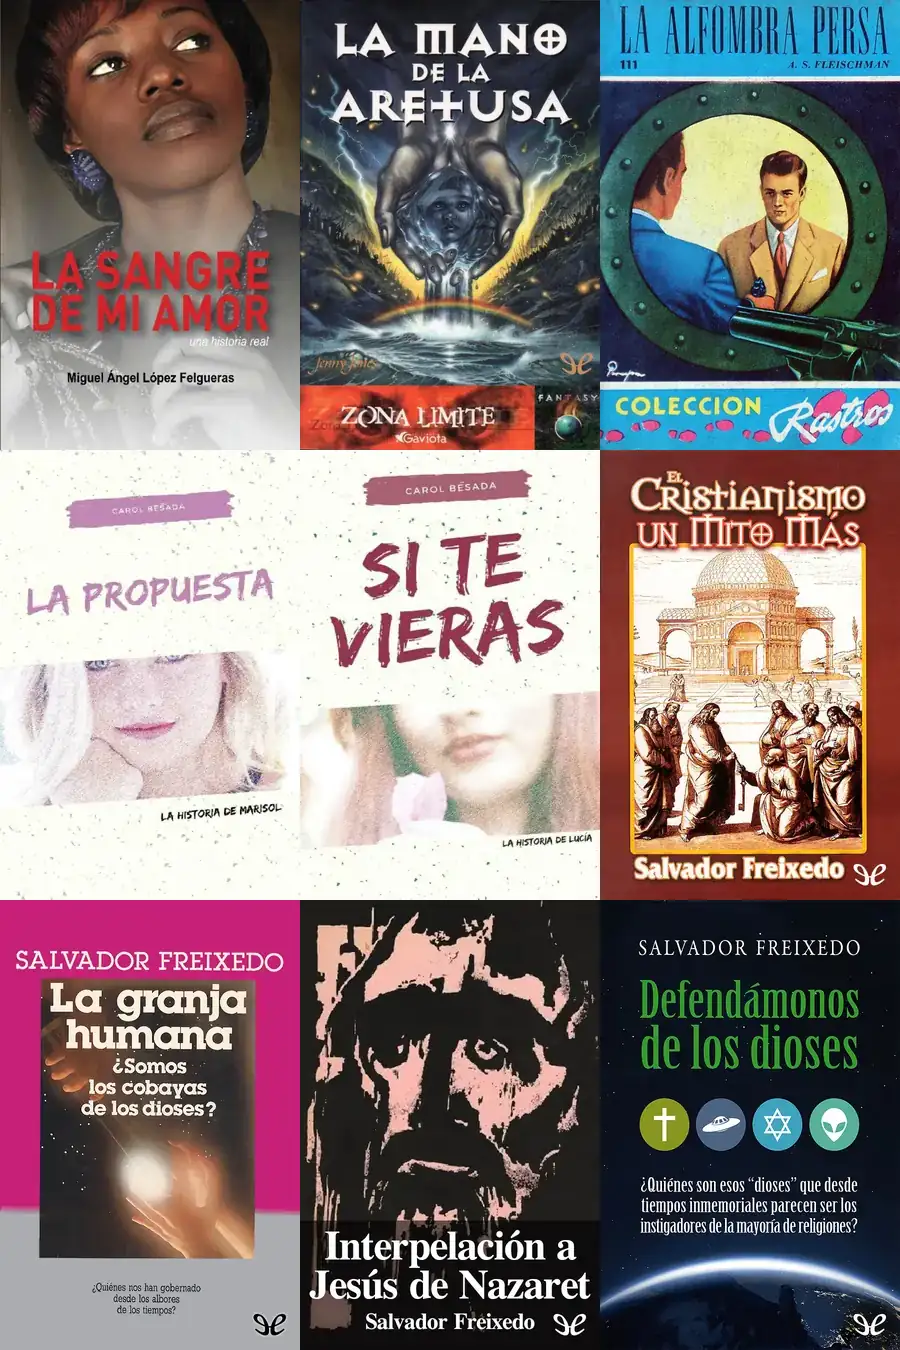 LA SANGRE
DE MI AMOR
una historia real
Miguel Ángel López Felgueras
LA MANO
DE LA
ARETUSA
Jenny Jones
ZONA LIMITE
Gaviota
FANTASY
LA ALFOMBRA PERSA
111
A. S. FLEISCHMAN
COLECCION
Rastros
CAROL BESADA
LA PROPUESTA
LA HISTORIA DE MARISOL
CAROL BESADA
SI TE
VIERAS
LA HISTORIA DE LUCÍA
EL
CRISTIANISMO
UN MITO MÁS
Salvador Freixedo
SALVADOR FREIXEDO
La granja
humana
¿Somos
los cobayas
de los dioses?
¿Quiénes nos han gobernado
desde los albores
de los tiempos?
Interpelación a
Jesús de Nazaret
Salvador Freixedo
SALVADOR FREIXEDO
Defendámonos
de los dioses
¿Quiénes son esos “dioses” que desde
tiempos inmemoriales parecen ser los
instigadores de la mayoría de religiones?